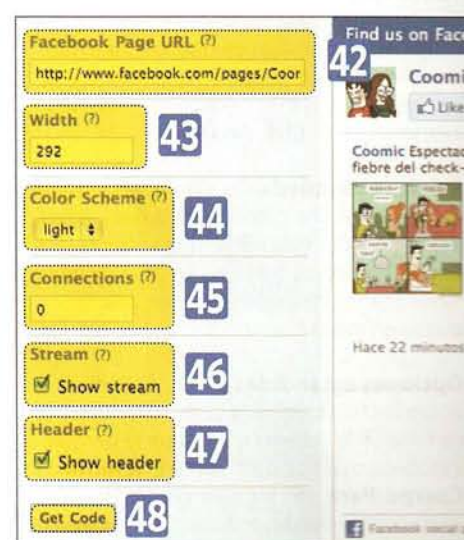 Facebook Page URL (?)
http://www.facebook.com/pages/Coor
42
Width (?)
292
43
Color Scheme (?)
light
44
Connections (?)
0
45
Stream (?)
Show stream
46
Header (?)
Show header
47
Get Code
48
Find us on Face
Coomi
Like
Coomic Espectac
fiebre del check-
Hace 22 minutos
Facebook social